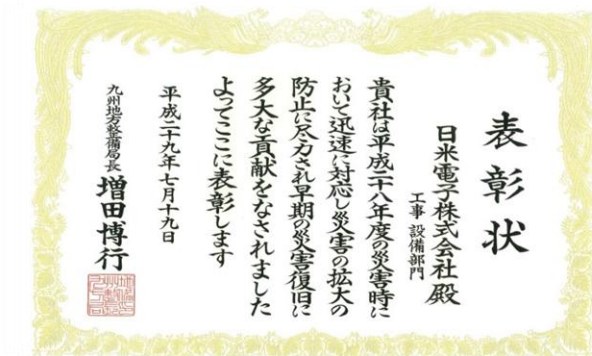 表彰状
日米電子株式会社 殿
工事 設備部門
貴社は平成二八年度の災害時に
おいて迅速に対応し災害の拡大の
防止に尽力され早期の災害復旧に
多大な貢献をなされました
よってここに表彰します
平成二九年七月十九日
九州地方整備局長 増田博行